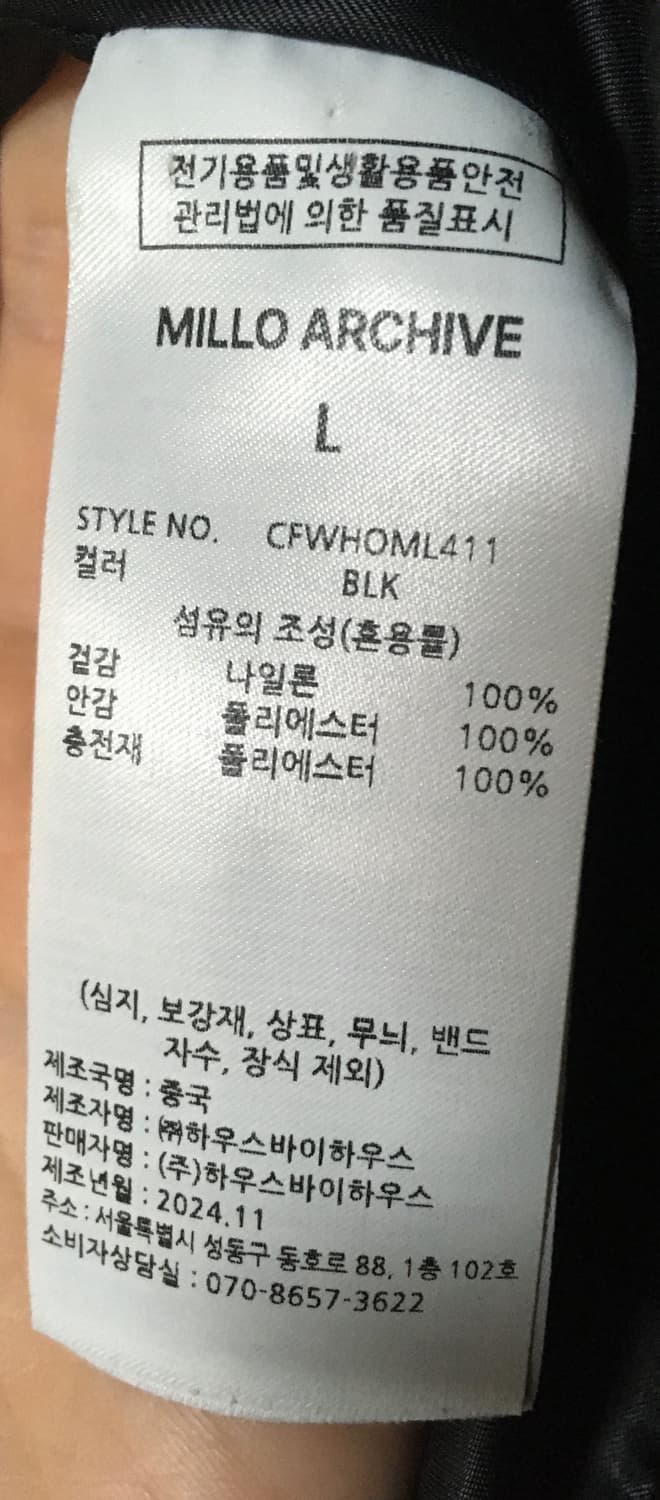 전기용품및생활용품안전
관리법에 의한 품질표시
MILLO ARCHIVE
L
STYLE NO. CFWHOML411
컬러 BLK
섬유의 조성(혼용률)
겉감 나일론 100%
안감 폴리에스터 100%
충전재 폴리에스터 100%
(심지, 보강재, 상표, 무늬, 밴드
자수, 장식 제외)
제조국명 : 중국
제조자명 : ㈜하우스바이하우스
판매자명 : (주)하우스바이하우스
제조년월 : 2024.11
주소 : 서울특별시 성동구 동호로 88, 1층 102호
소비자상담실 : 070-8657-3622